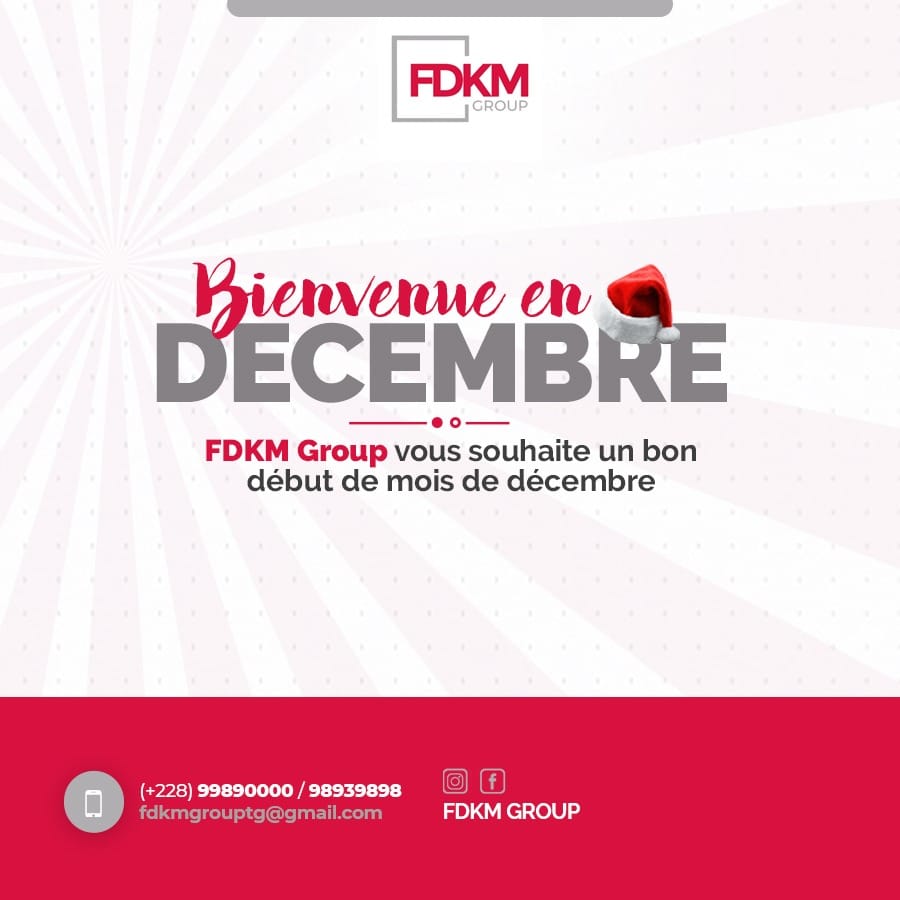 FDKM
GROUP
Bienvenue en
DECEMBRE
FDKM Group vous souhaite un bon
début de mois de décembre
(+228) 99890000 / 98939898
fdkmgrouptg@gmail.com
FDKM GROUP